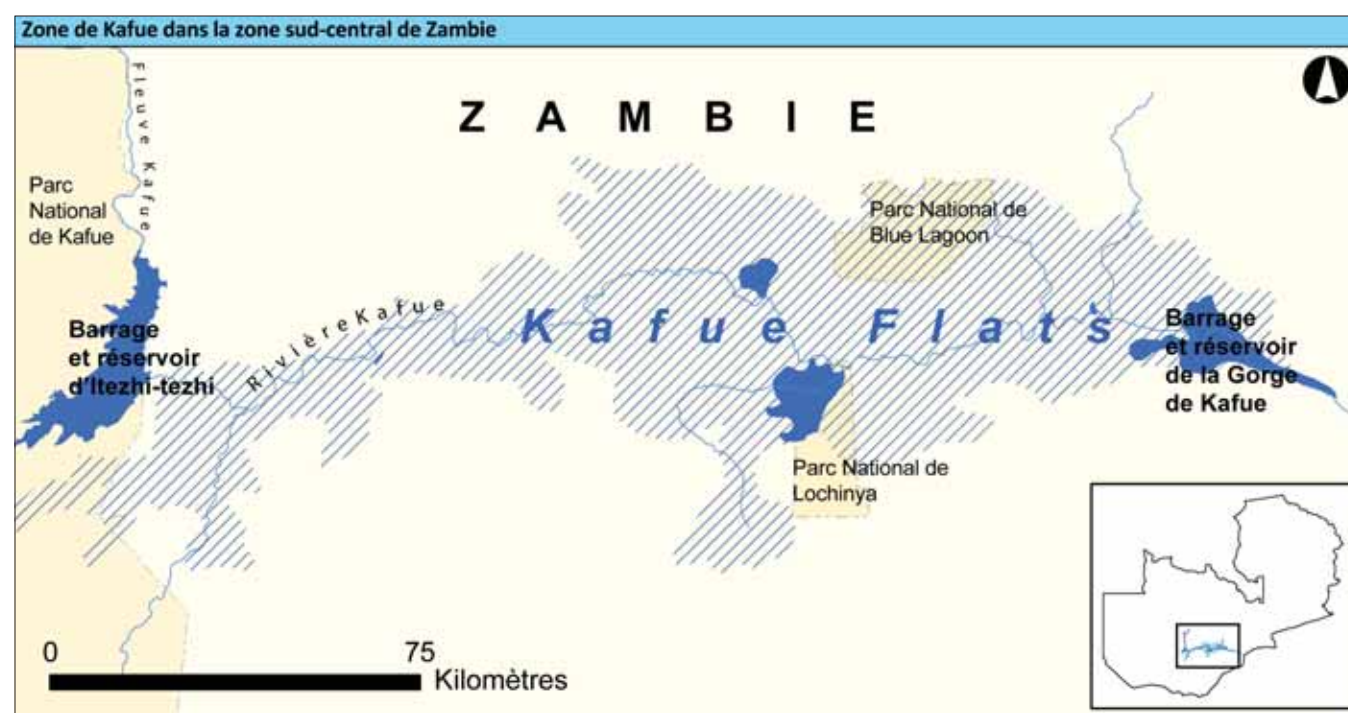 Zone de Kafue dans la zone sud-central de Zambie
Fleuve Kafue
Z A M B I E
Parc
National
de Kafue
Parc National de
Blue Lagoon
Rivière Kafue
Kafue Flats
Barrage
et réservoir
d'Itezhi-tezhi
Barrage
et réservoir
de la Gorge
de Kafue
Parc National de
Lochinya
0 75
Kilomètres